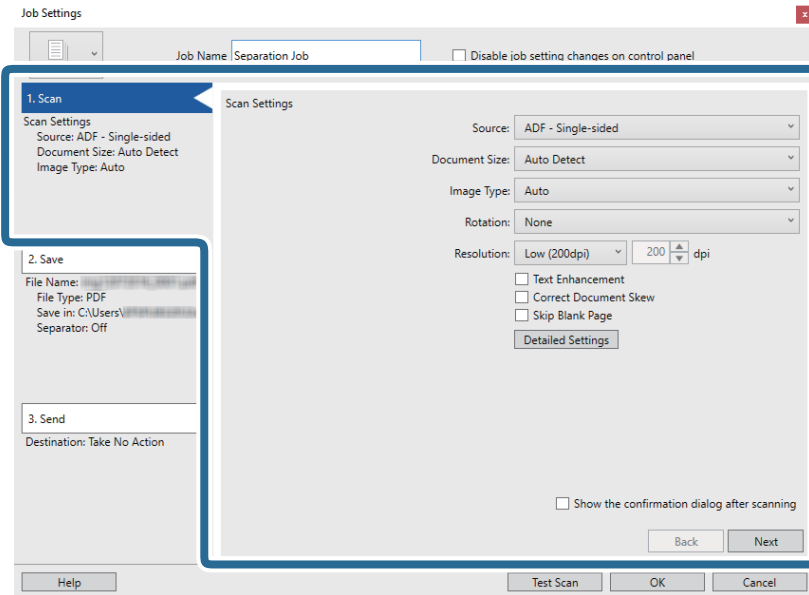 Job Settings
x
Job Name Separation Job Disable job setting changes on control panel
1. Scan
Scan Settings
Source: ADF - Single-sided
Document Size: Auto Detect
Image Type: Auto
2. Save
File Name:
File Type: PDF
Save in: C:\Users\
Separator: Off
3. Send
Destination: Take No Action
Scan Settings
Source: ADF - Single-sided
Document Size: Auto Detect
Image Type: Auto
Rotation: None
Resolution: Low (200dpi) 200 dpi
Text Enhancement
Correct Document Skew
Skip Blank Page
Detailed Settings
Show the confirmation dialog after scanning
Back Next
Help Test Scan OK Cancel